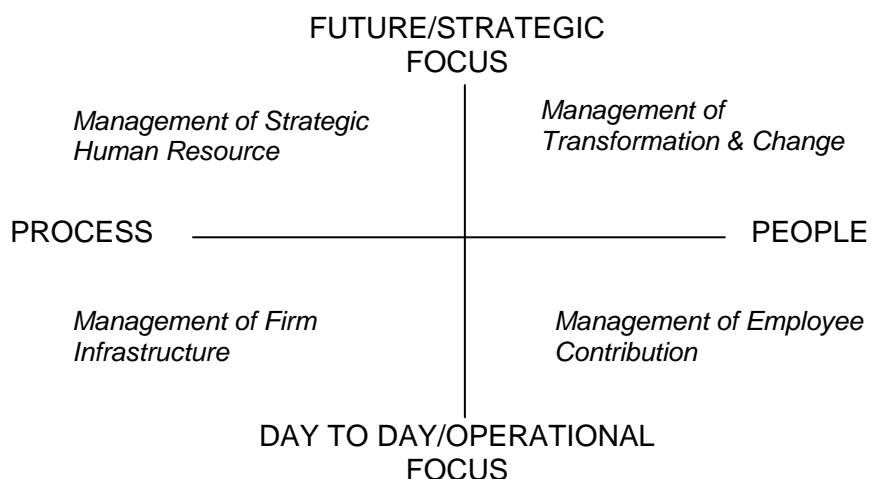 FUTURE/STRATEGIC
FOCUS
Management of Strategic
Human Resource
Management of
Transformation & Change
PROCESS
PEOPLE
Management of Firm
Infrastructure
Management of Employee
Contribution
DAY TO DAY/OPERATIONAL
FOCUS